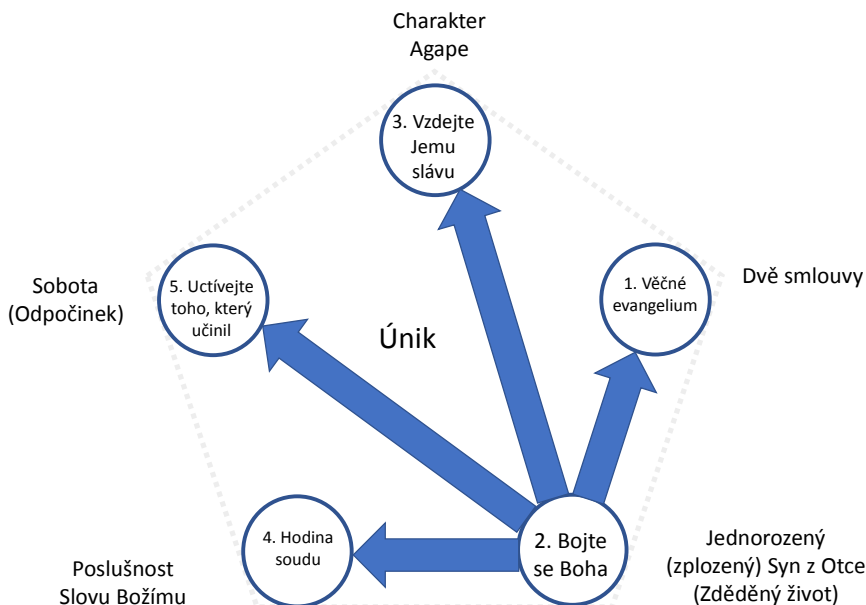 Charakter
Agape
3. Vzdejte
Jemu
slávu
Sobota
(Odpočinek)
5. Uctívejte
toho, který
učinil
Únik
1. Věčné
evangelium
Dvě smlouvy
Poslušnost
Slovu Božímu
4. Hodina
soudu
2. Bojte
se Boha
Jednorozený
(zplozený) Syn z Otce
(Zděděný život)